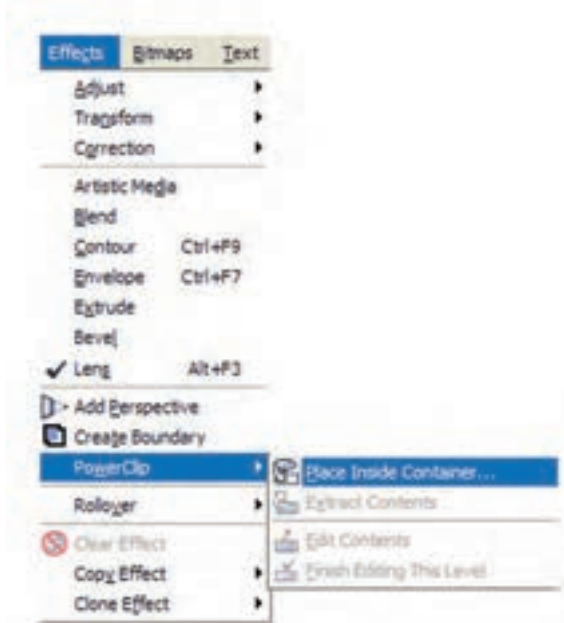 Effects Bitmaps Text
Adjust
Transform
Correction
Artistic Media
Blend
Contour Ctrl+F9
Envelope Ctrl+F7
Extrude
Bevel
Lens Alt+F3
Add Perspective
Create Boundary
PowerClip
Place Inside Container...
Rollover
Extract Contents
Clear Effect
Edit Contents
Copy Effect
Finish Editing This Level
Clone Effect